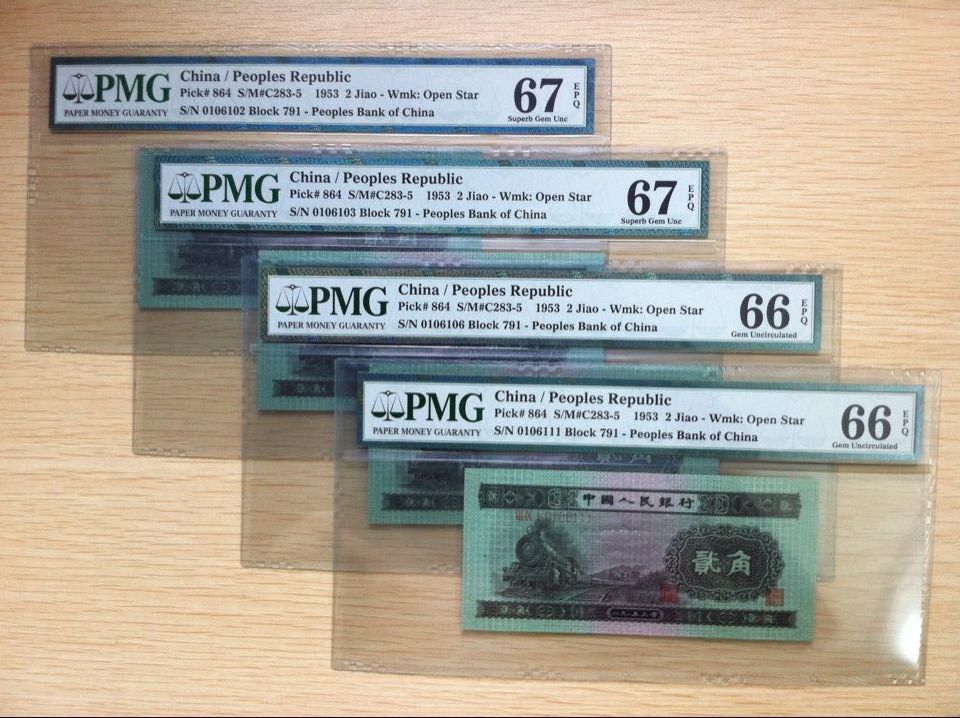 PMG
PAPER MONEY GUARANTY
China / Peoples Republic
Pick# 864 S/M#C283-5 1953 2 Jiao - Wmk: Open Star
S/N 0106102 Block 791 - Peoples Bank of China
67
EPQ
Superb Gem Unc
PMG
PAPER MONEY GUARANTY
China / Peoples Republic
Pick# 864 S/M#C283-5 1953 2 Jiao - Wmk: Open Star
S/N 0106103 Block 791 - Peoples Bank of China
67
EPQ
Superb Gem Unc
PMG
PAPER MONEY GUARANTY
China / Peoples Republic
Pick# 864 S/M#C283-5 1953 2 Jiao - Wmk: Open Star
S/N 0106106 Block 791 - Peoples Bank of China
66
EPQ
Gem Uncirculated
PMG
PAPER MONEY GUARANTY
China / Peoples Republic
Pick# 864 S/M#C283-5 1953 2 Jiao - Wmk: Open Star
S/N 0106111 Block 791 - Peoples Bank of China
66
EPQ
Gem Uncirculated
中國人民銀行
貳角
一九五三年